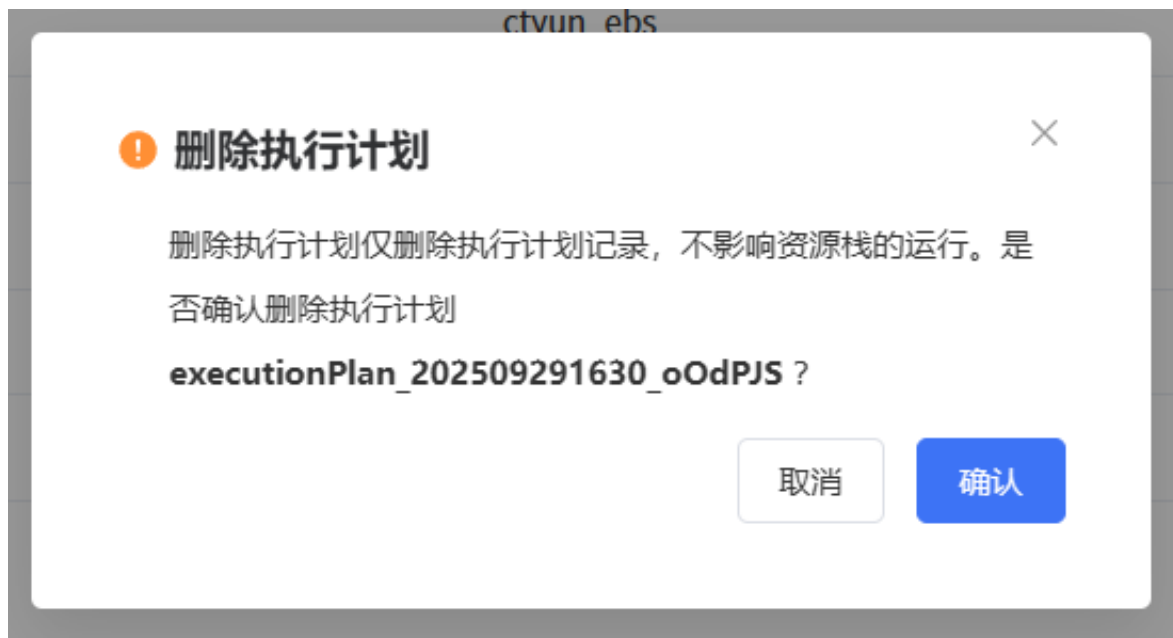 ctyun_ebs
删除执行计划
删除执行计划仅删除执行计划记录，不影响资源栈的运行。是
否确认删除执行计划
executionPlan_202509291630_oOdPJS？
取消
确认